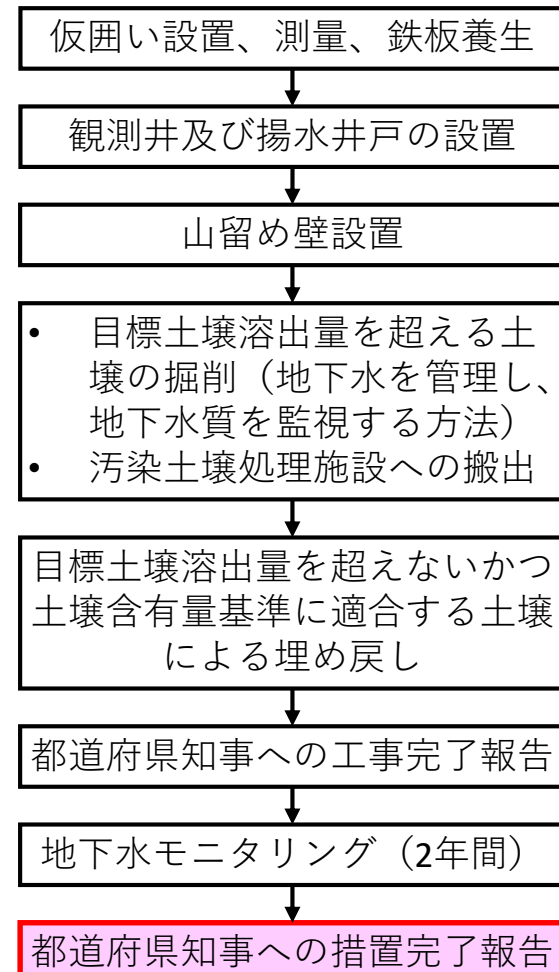 仮囲い設置、測量、鉄板養生
観測井及び揚水井戸の設置
山留め壁設置
• 目標土壌溶出量を超える土
壌の掘削（地下水を管理し、
地下水質を監視する方法）
• 汚染土壌処理施設への搬出
目標土壌溶出量を超えないかつ
土壌含有量基準に適合する土壌
による埋め戻し
都道府県知事への工事完了報告
地下水モニタリング（2年間）
都道府県知事への措置完了報告